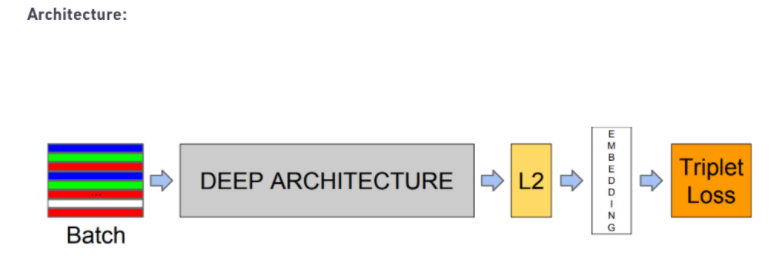 Architecture:
DEEP ARCHITECTURE
L2
EMBEDDING
Triplet
Loss
...
Batch